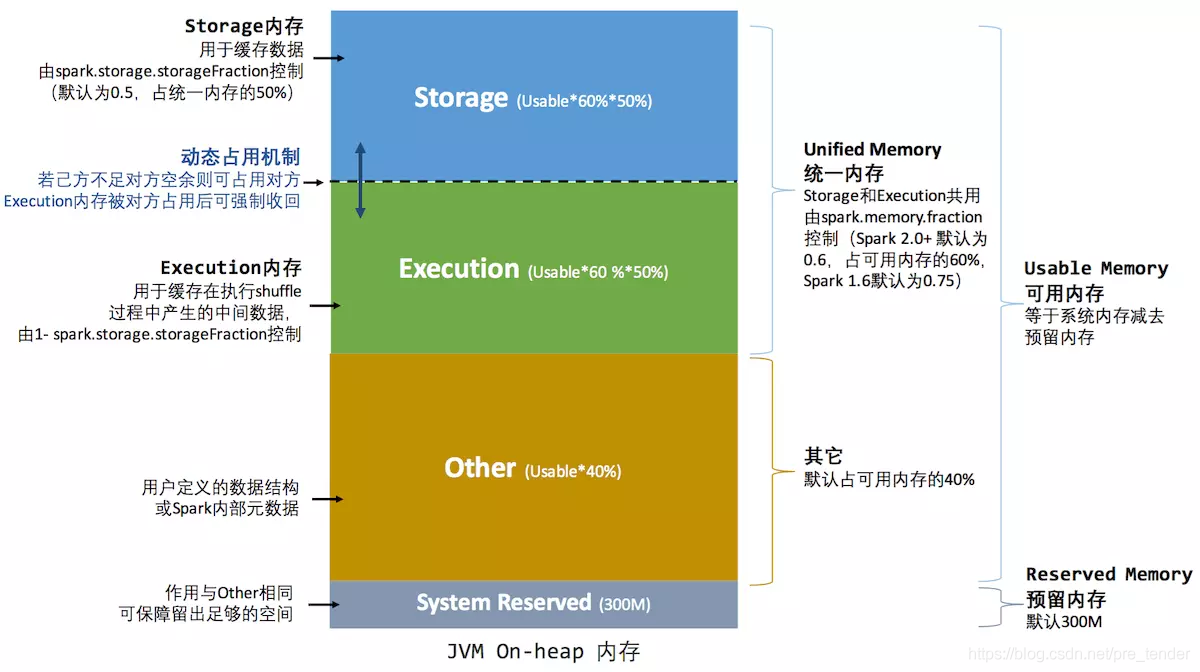 Storage内存
用于缓存数据
由spark.storage.storageFraction控制
（默认为0.5，占统一内存的50%）
动态占用机制
若己方不足对方空余则可占用对方
Execution内存被对方占用后可强制收回
Execution内存
用于缓存在执行shuffle
过程中产生的中间数据，
由1- spark.storage.storageFraction控制
用户定义的数据结构
或Spark内部元数据
作用与Other相同
可保障留出足够的空间
Storage (Usable*60%*50%)
Execution (Usable*60 %*50%)
Other (Usable*40%)
System Reserved (300M)
JVM On-heap 内存
Unified Memory
统一内存
Storage和Execution共用
由spark.memory.fraction
控制（Spark 2.0+ 默认为
0.6，占可用内存的60%，
Spark 1.6默认为0.75）
其它
默认占可用内存的40%
Usable Memory
可用内存
等于系统内存减去
预留内存
Reserved Memory
预留内存
默认300M
https://blog.csdn.net/pre_tender